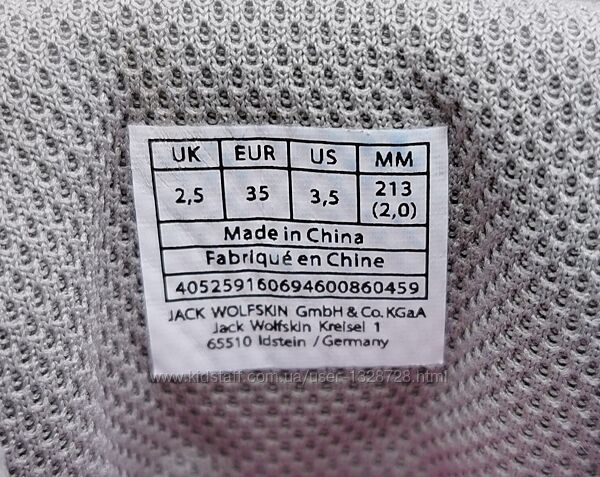 UK EUR US MM
2,5 35 3,5 213 (2,0)
Made in China
Fabriqué en Chine
405259160694600860459
JACK WOLFSKIN GmbH & Co. KGaA
Jack Wolfskin Kreisel 1
65510 Idstein / Germany
www.kidstaff.com.ua/user-1328728.html